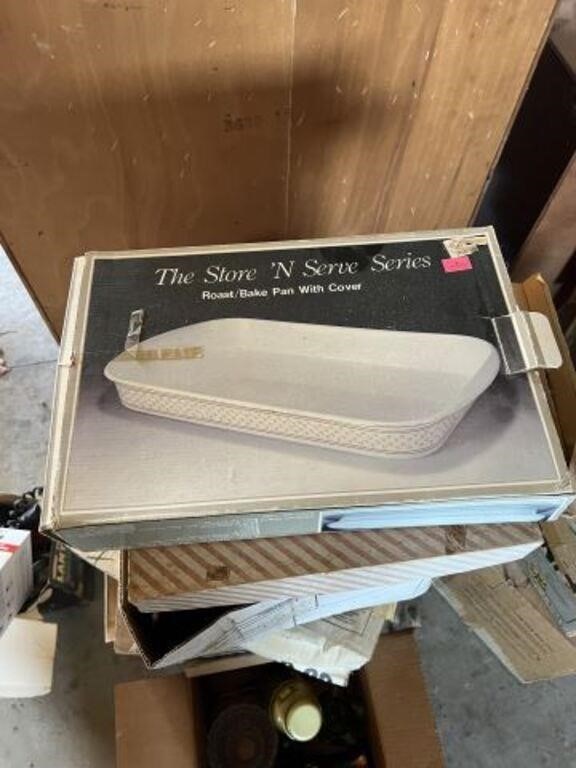 The Store 'N Serve Series
Roast/Bake Pan With Cover